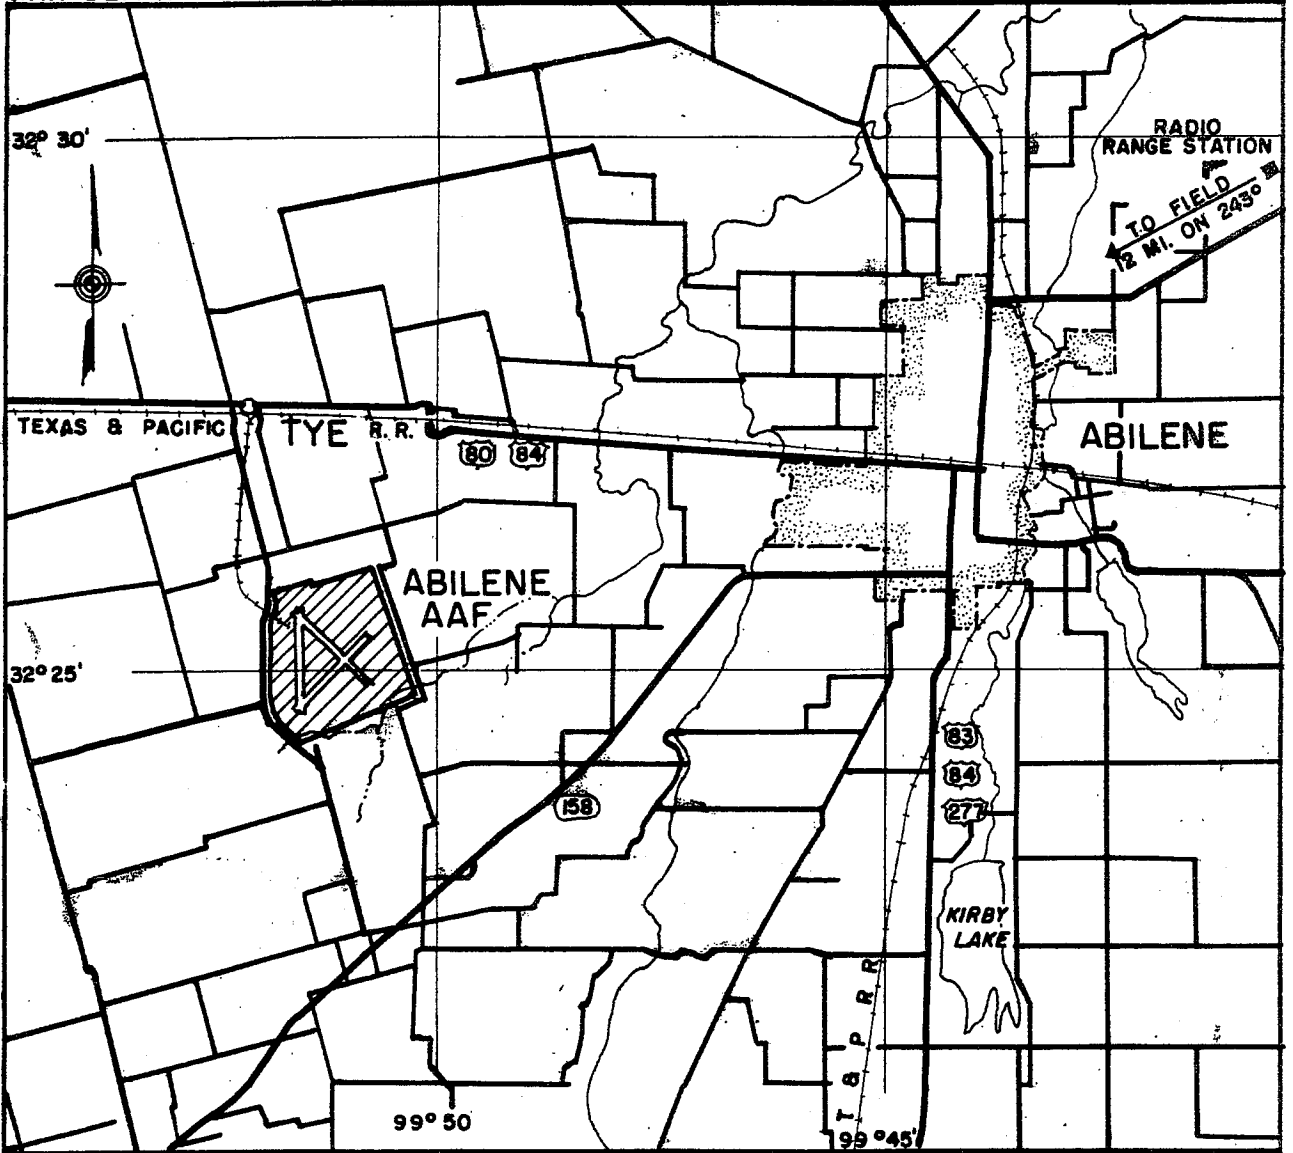 32° 30'
RADIO
RANGE STATION
TO FIELD
12 MI. ON 243°
TEXAS & PACIFIC
TYE
R. R.
80
84
ABILENE
ABILENE
AAF
32° 25'
83
84
277
158
KIRBY
LAKE
T & P R R
99° 50
99° 45'